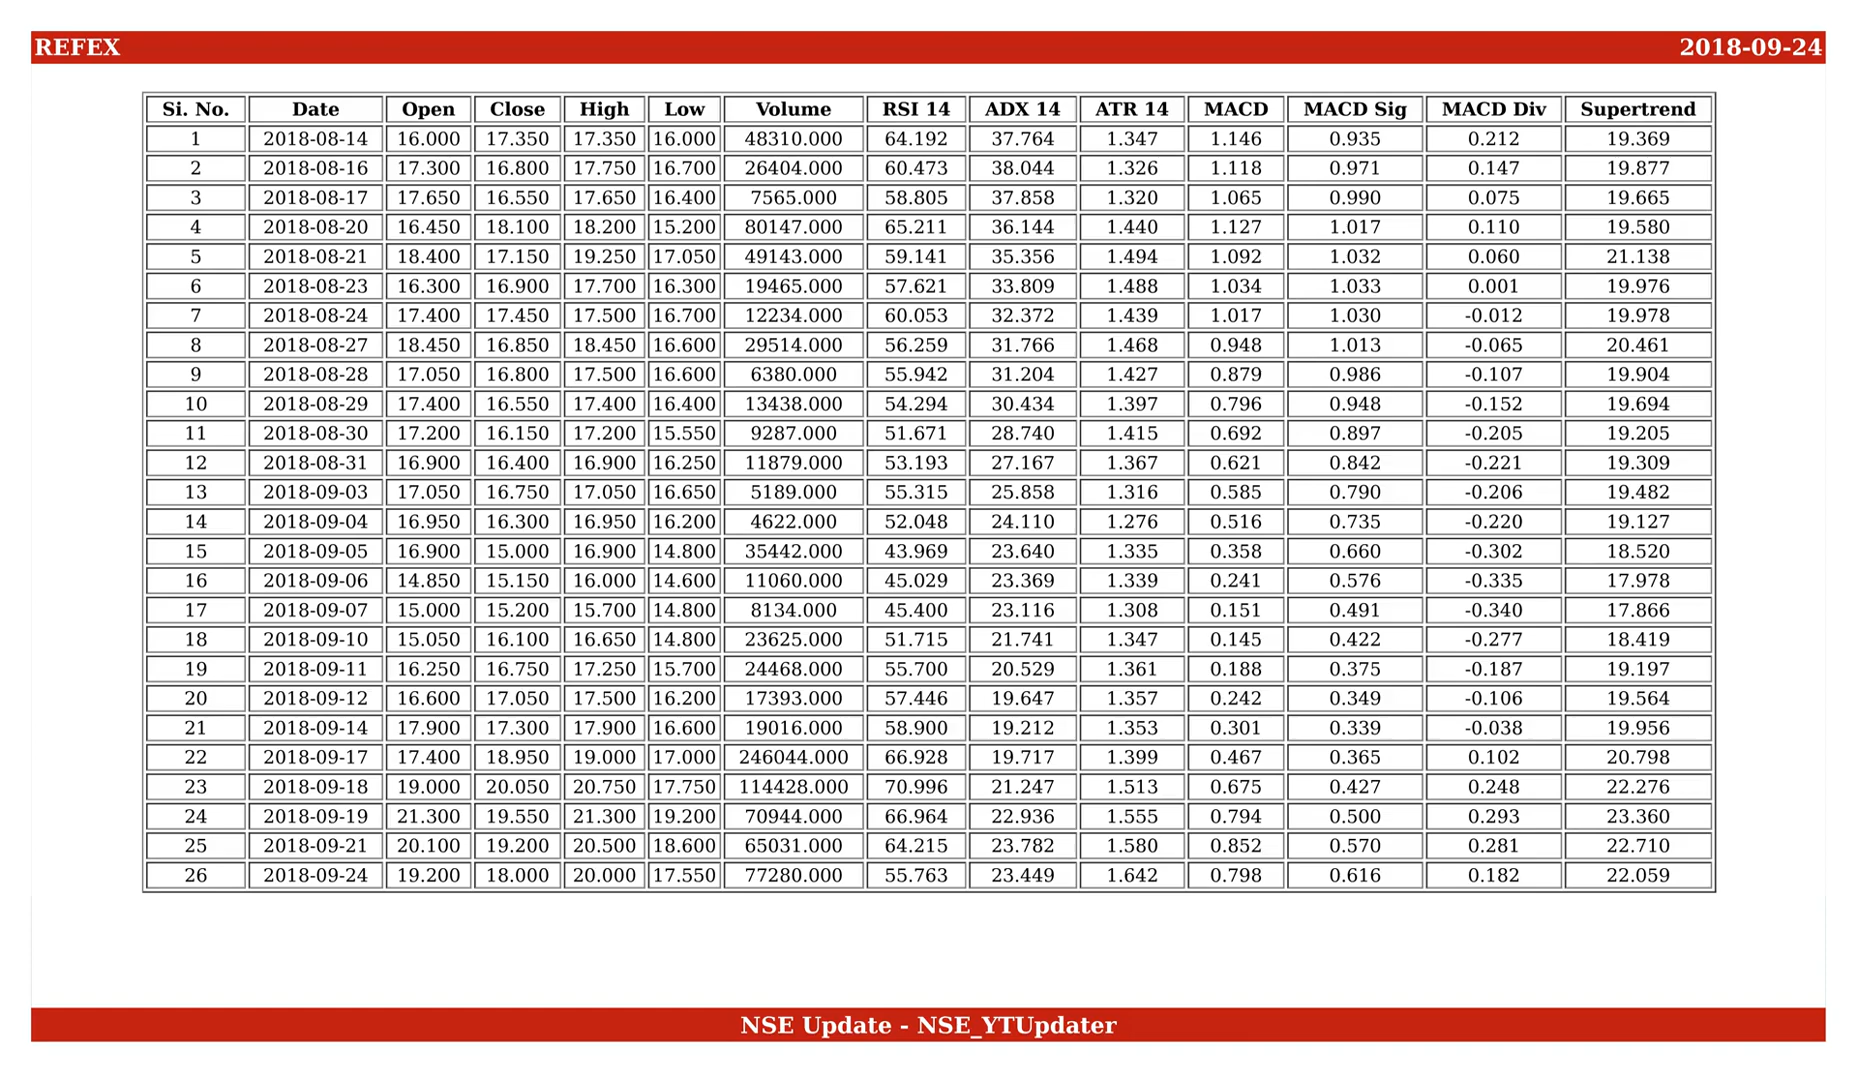 REFEX 2018-09-24
Si. No. Date Open Close High Low Volume RSI 14 ADX 14 ATR 14 MACD MACD Sig MACD Div Supertrend
1 2018-08-14 16.000 17.350 17.350 16.000 48310.000 64.192 37.764 1.347 1.146 0.935 0.212 19.369
2 2018-08-16 17.300 16.800 17.750 16.700 26404.000 60.473 38.044 1.326 1.118 0.971 0.147 19.877
3 2018-08-17 17.650 16.550 17.650 16.400 7565.000 58.805 37.858 1.320 1.065 0.990 0.075 19.665
4 2018-08-20 16.450 18.100 18.200 15.200 80147.000 65.211 36.144 1.440 1.127 1.017 0.110 19.580
5 2018-08-21 18.400 17.150 19.250 17.050 49143.000 59.141 35.356 1.494 1.092 1.032 0.060 21.138
6 2018-08-23 16.300 16.900 17.700 16.300 19465.000 57.621 33.809 1.488 1.034 1.033 0.001 19.976
7 2018-08-24 17.400 17.450 17.500 16.700 12234.000 60.053 32.372 1.439 1.017 1.030 -0.012 19.978
8 2018-08-27 18.450 16.850 18.450 16.600 29514.000 56.259 31.766 1.468 0.948 1.013 -0.065 20.461
9 2018-08-28 17.050 16.800 17.500 16.600 6380.000 55.942 31.204 1.427 0.879 0.986 -0.107 19.904
10 2018-08-29 17.400 16.550 17.400 16.400 13438.000 54.294 30.434 1.397 0.796 0.948 -0.152 19.694
11 2018-08-30 17.200 16.150 17.200 15.550 9287.000 51.671 28.740 1.415 0.692 0.897 -0.205 19.205
12 2018-08-31 16.900 16.400 16.900 16.250 11879.000 53.193 27.167 1.367 0.621 0.842 -0.221 19.309
13 2018-09-03 17.050 16.750 17.050 16.650 5189.000 55.315 25.858 1.316 0.585 0.790 -0.206 19.482
14 2018-09-04 16.950 16.300 16.950 16.200 4622.000 52.048 24.110 1.276 0.516 0.735 -0.220 19.127
15 2018-09-05 16.900 15.000 16.900 14.800 35442.000 43.969 23.640 1.335 0.358 0.660 -0.302 18.520
16 2018-09-06 14.850 15.150 16.000 14.600 11060.000 45.029 23.369 1.339 0.241 0.576 -0.335 17.978
17 2018-09-07 15.000 15.200 15.700 14.800 8134.000 45.400 23.116 1.308 0.151 0.491 -0.340 17.866
18 2018-09-10 15.050 16.100 16.650 14.800 23625.000 51.715 21.741 1.347 0.145 0.422 -0.277 18.419
19 2018-09-11 16.250 16.750 17.250 15.700 24468.000 55.700 20.529 1.361 0.188 0.375 -0.187 19.197
20 2018-09-12 16.600 17.050 17.500 16.200 17393.000 57.446 19.647 1.357 0.242 0.349 -0.106 19.564
21 2018-09-14 17.900 17.300 17.900 16.600 19016.000 58.900 19.212 1.353 0.301 0.339 -0.038 19.956
22 2018-09-17 17.400 18.950 19.000 17.000 246044.000 66.928 19.717 1.399 0.467 0.365 0.102 20.798
23 2018-09-18 19.000 20.050 20.750 17.750 114428.000 70.996 21.247 1.513 0.675 0.427 0.248 22.276
24 2018-09-19 21.300 19.550 21.300 19.200 70944.000 66.964 22.936 1.555 0.794 0.500 0.293 23.360
25 2018-09-21 20.100 19.200 20.500 18.600 65031.000 64.215 23.782 1.580 0.852 0.570 0.281 22.710
26 2018-09-24 19.200 18.000 20.000 17.550 77280.000 55.763 23.449 1.642 0.798 0.616 0.182 22.059
NSE Update - NSE_YTUpdater